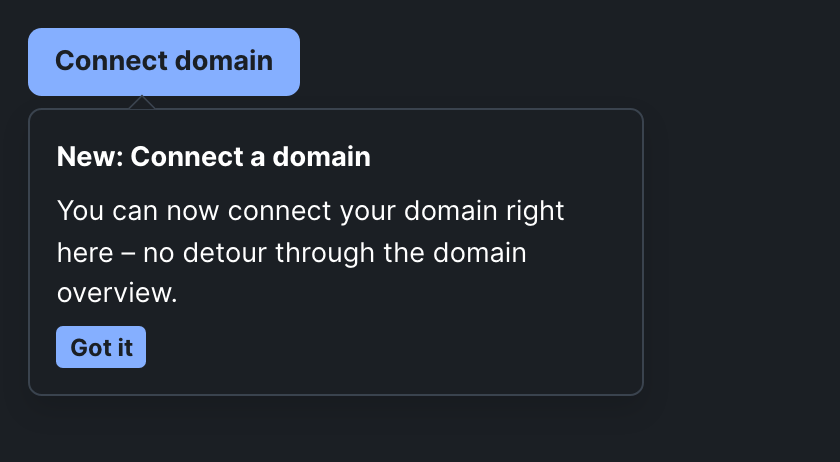 Connect domain
New: Connect a domain
You can now connect your domain right
here – no detour through the domain
overview.
Got it